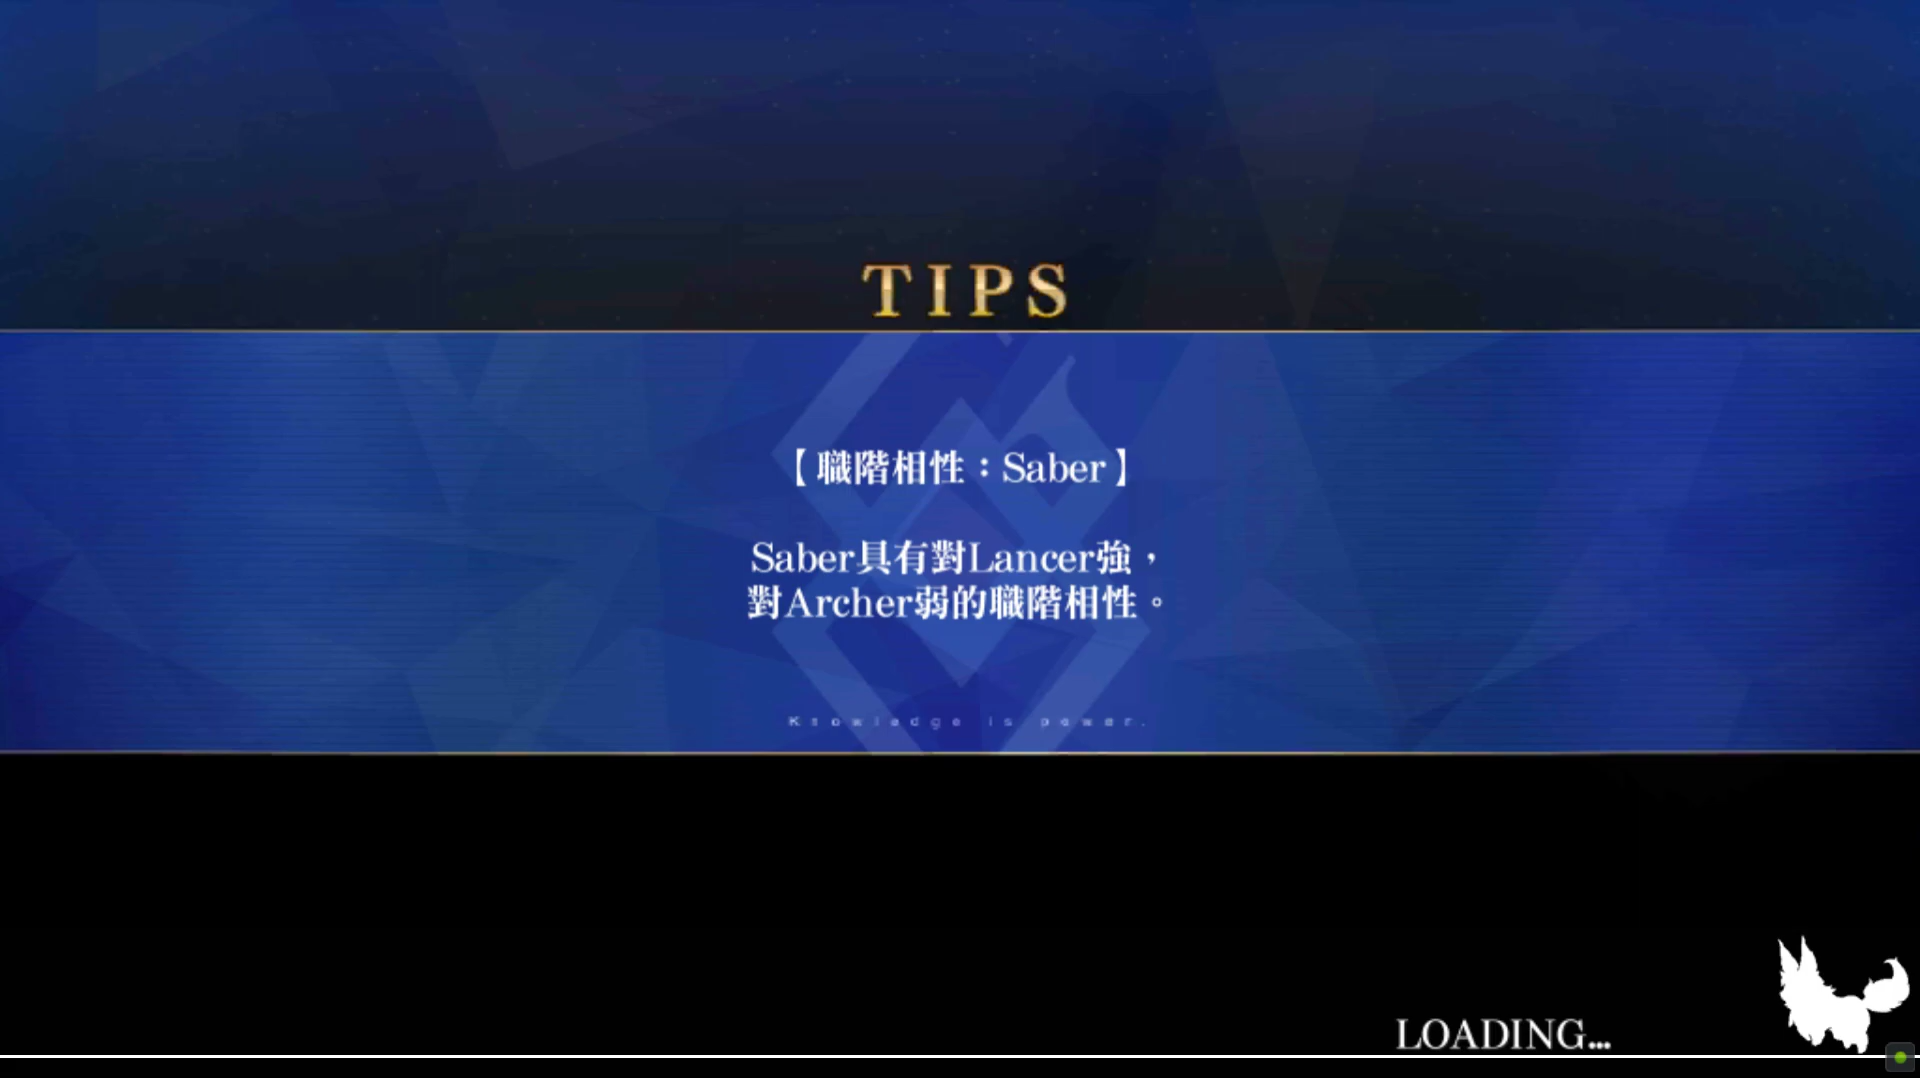 TIPS
【職階相性：Saber】
Saber具有對Lancer強，
對Archer弱的職階相性。
Knowledge is power.
LOADING...